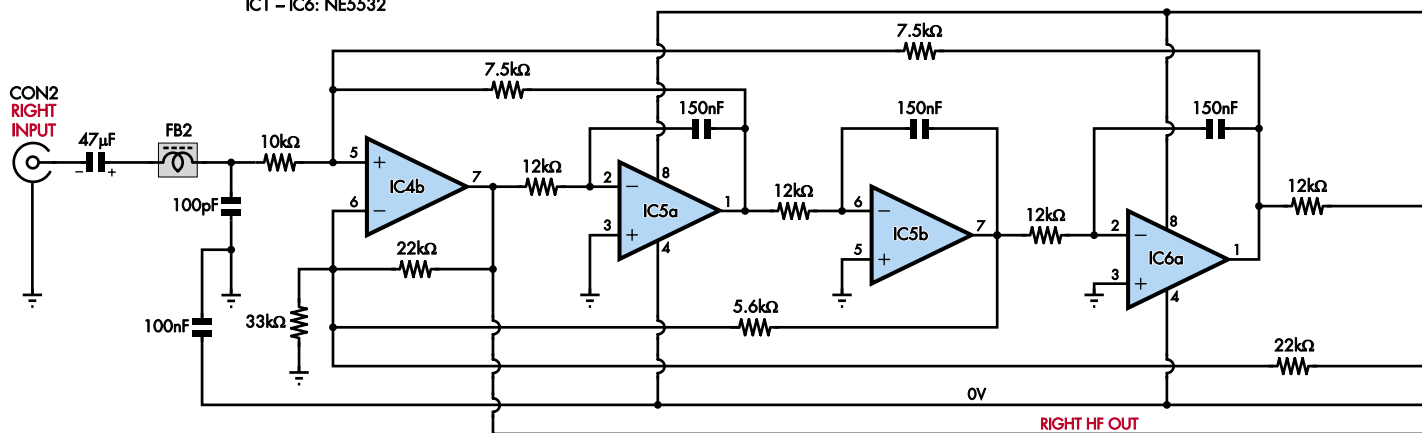 IC1 – IC6: NE5532
7.5kΩ
7.5kΩ
CON2
RIGHT
INPUT
47µF
– +
FB2
10kΩ
100pF
100nF
33kΩ
5
+
6
–
IC4b
7
22kΩ
12kΩ
150nF
2
–
3
+
IC5a
8
1
4
12kΩ
150nF
6
–
5
+
IC5b
7
5.6kΩ
12kΩ
150nF
2
–
3
+
IC6a
8
1
4
12kΩ
22kΩ
0V
RIGHT HF OUT